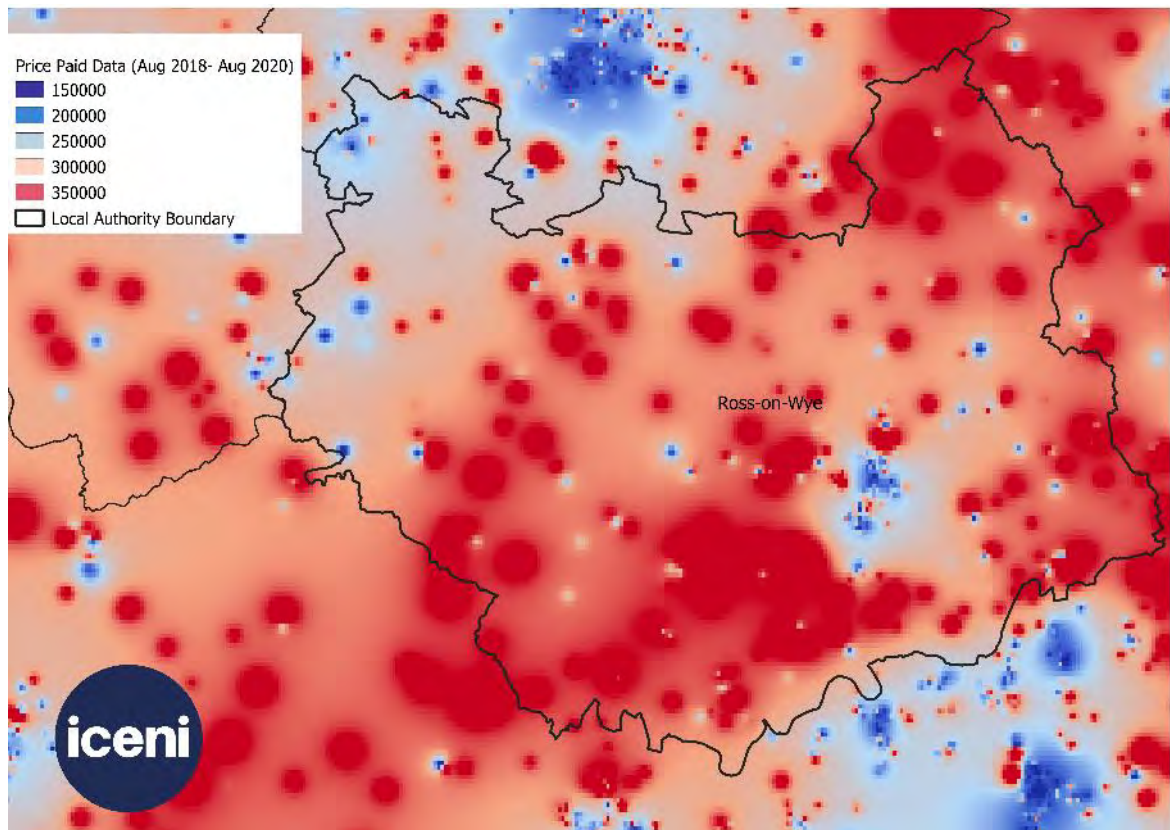 Price Paid Data (Aug 2018- Aug 2020)
150000
200000
250000
300000
350000
Local Authority Boundary
Ross-on-Wye
iceni